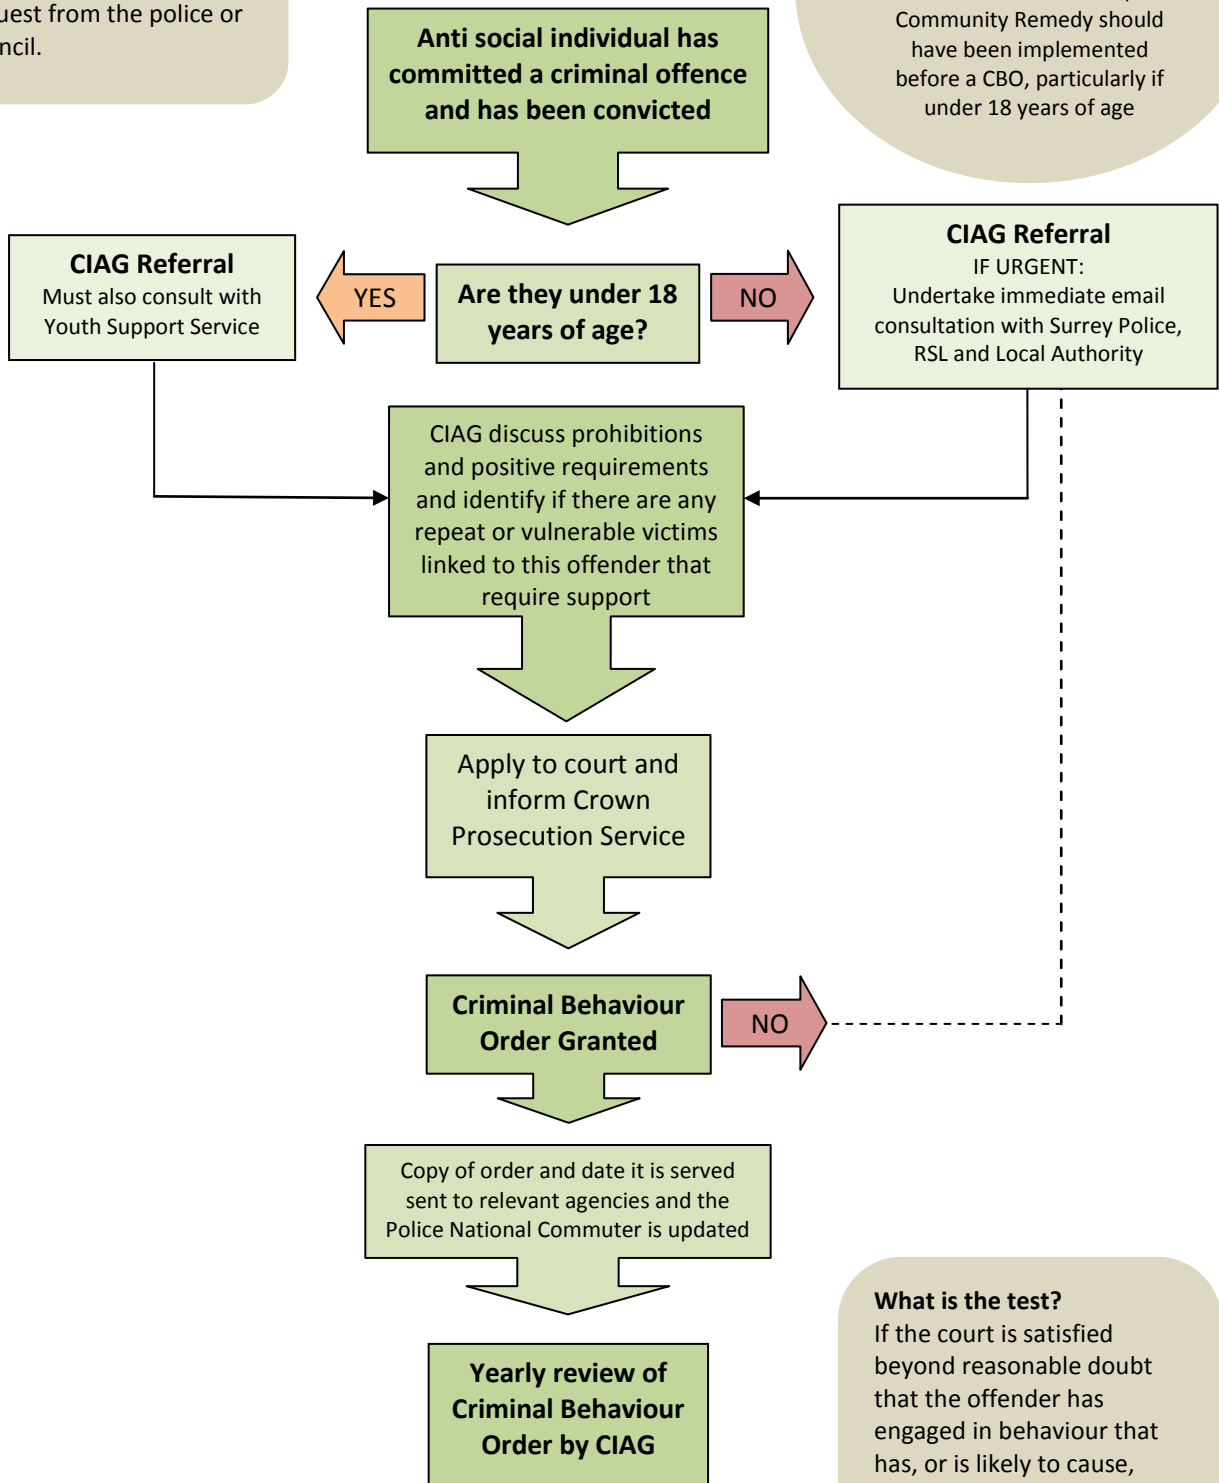 uest from the police or
ncil.
Community Remedy should
have been implemented
before a CBO, particularly if
under 18 years of age
Anti social individual has
committed a criminal offence
and has been convicted
CIAG Referral
Must also consult with
Youth Support Service
YES
Are they under 18
years of age?
NO
CIAG Referral
IF URGENT:
Undertake immediate email
consultation with Surrey Police,
RSL and Local Authority
CIAG discuss prohibitions
and positive requirements
and identify if there are any
repeat or vulnerable victims
linked to this offender that
require support
Apply to court and
inform Crown
Prosecution Service
Criminal Behaviour
Order Granted
NO
Copy of order and date it is served
sent to relevant agencies and the
Police National Commuter is updated
Yearly review of
Criminal Behaviour
Order by CIAG
What is the test?
If the court is satisfied
beyond reasonable doubt
that the offender has
engaged in behaviour that
has, or is likely to cause,